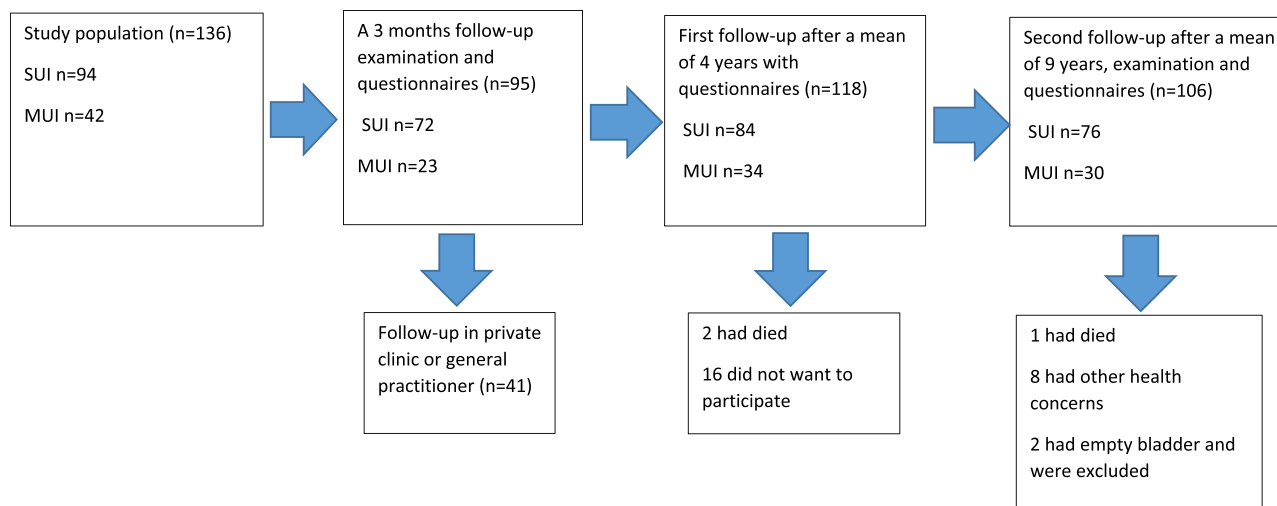 Study population (n=136)
SUI n=94
MUI n=42
A 3 months follow-up
examination and
questionnaires (n=95)
SUI n=72
MUI n=23
First follow-up after a mean
of 4 years with
questionnaires (n=118)
SUI n=84
MUI n=34
Second follow-up after a mean
of 9 years, examination and
questionnaires (n=106)
SUI n=76
MUI n=30
Follow-up in private
clinic or general
practitioner (n=41)
2 had died
16 did not want to
participate
1 had died
8 had other health
concerns
2 had empty bladder and
were excluded